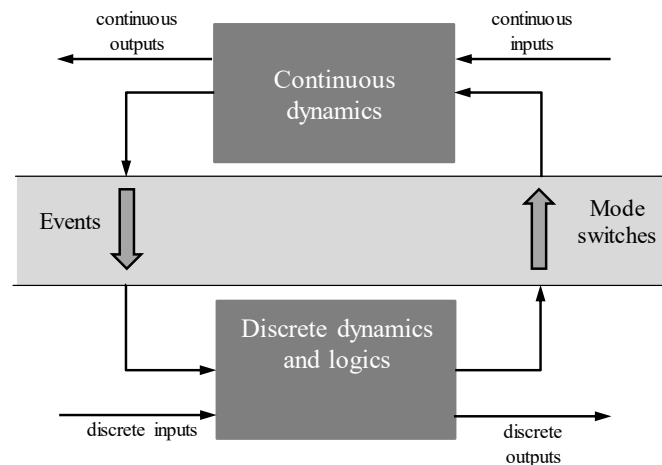 continuous
outputs
continuous
inputs
Continuous
dynamics
Events
Mode
switches
Discrete dynamics
and logics
discrete inputs
discrete
outputs